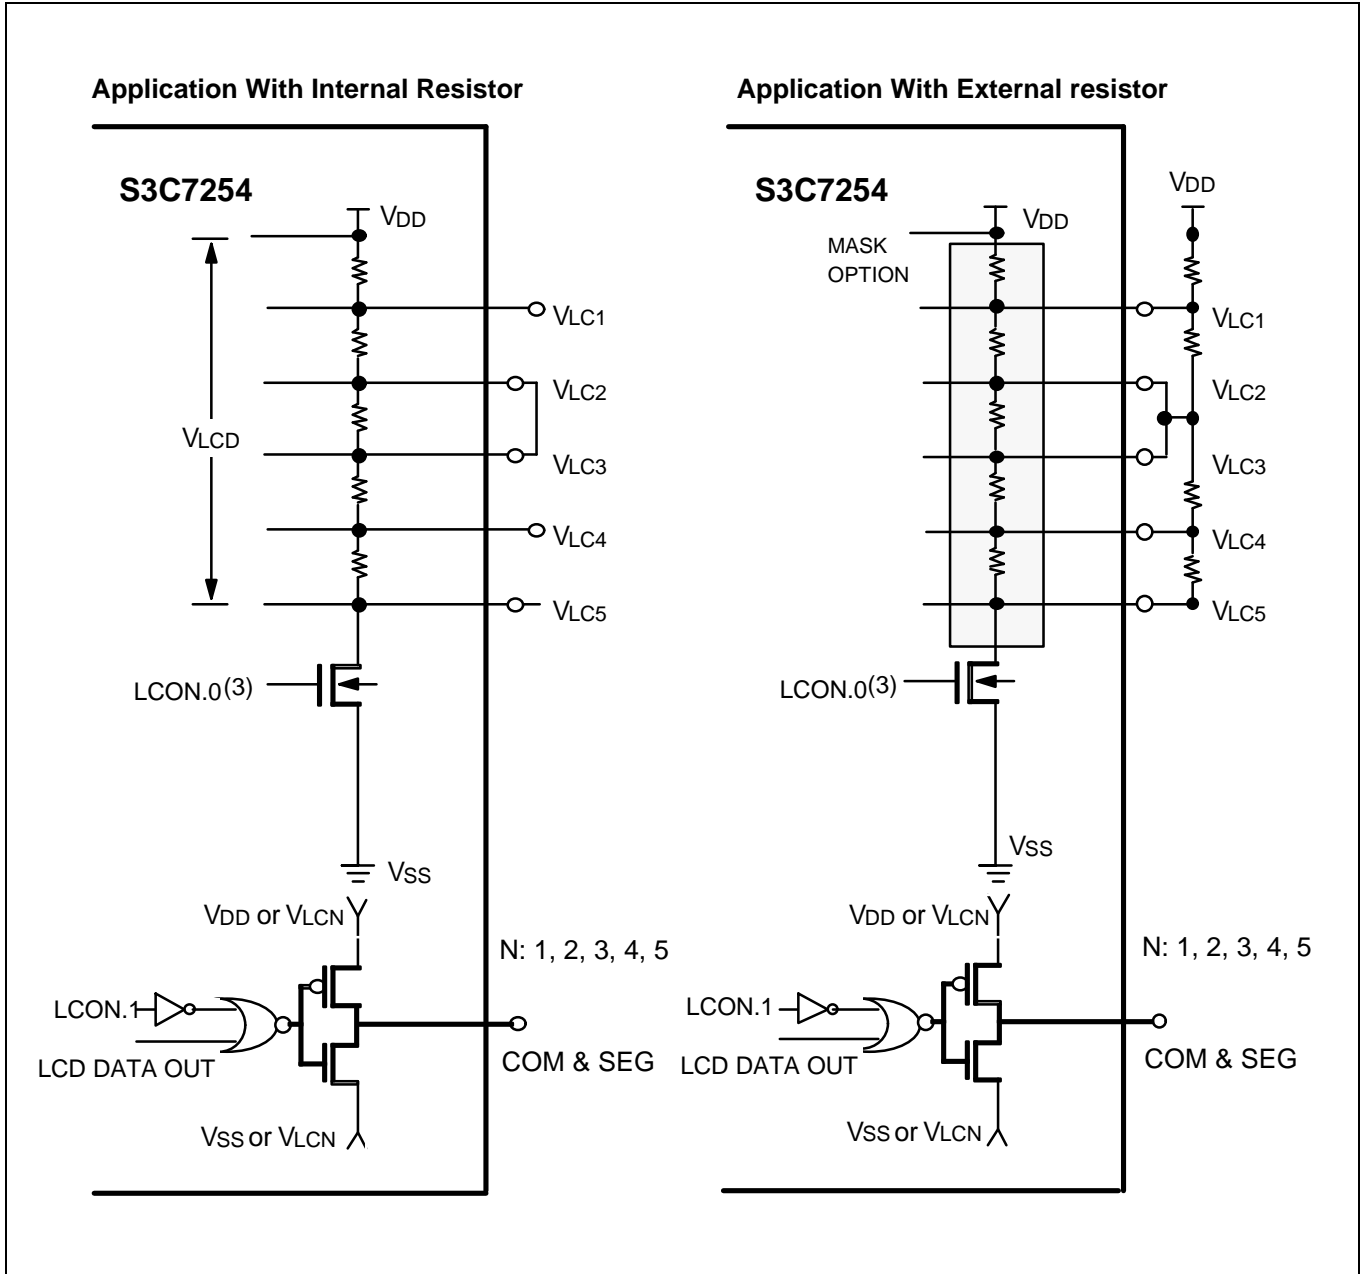 Application With Internal Resistor
S3C7254
VDD
VLCD
VLC1
VLC2
VLC3
VLC4
VLC5
LCON.0(3)
VSS
VDD or VLCN
N: 1, 2, 3, 4, 5
LCON.1
LCD DATA OUT
COM & SEG
VSS or VLCN
Application With External resistor
S3C7254
VDD
VDD
MASK
OPTION
VLC1
VLC2
VLC3
VLC4
VLC5
LCON.0(3)
VSS
VDD or VLCN
N: 1, 2, 3, 4, 5
LCON.1
LCD DATA OUT
COM & SEG
VSS or VLCN